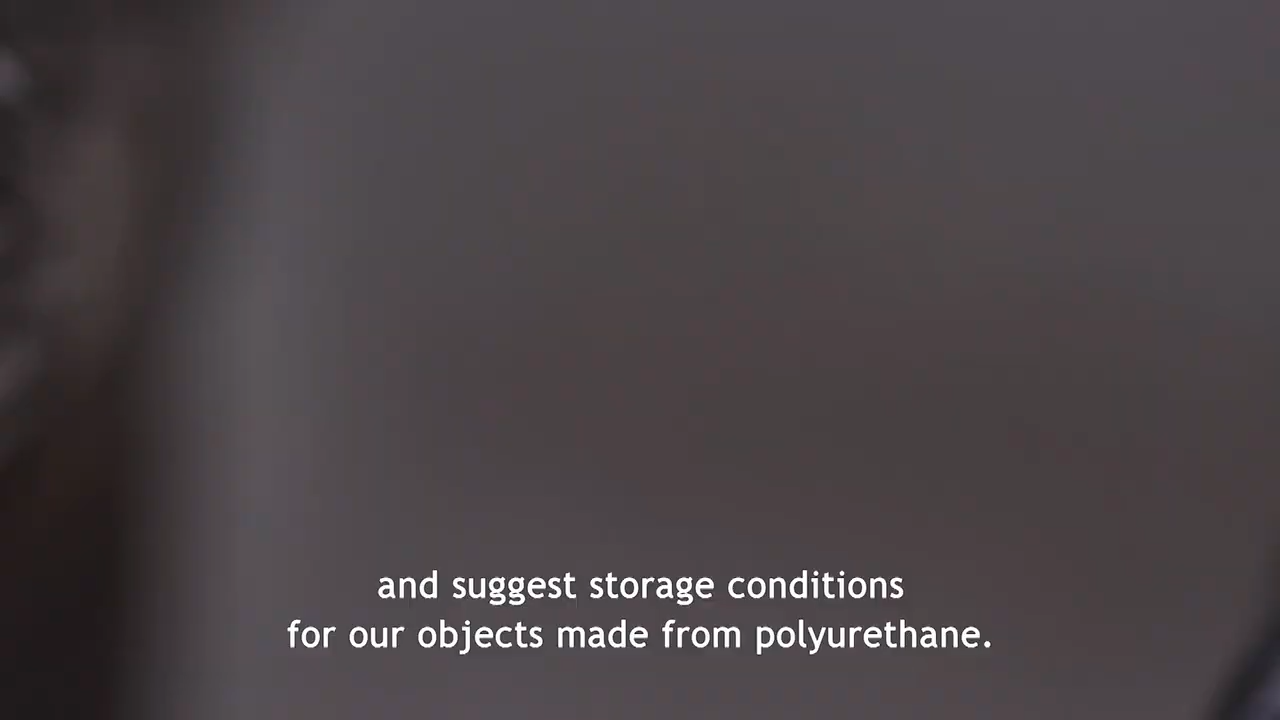 and suggest storage conditions
for our objects made from polyurethane.